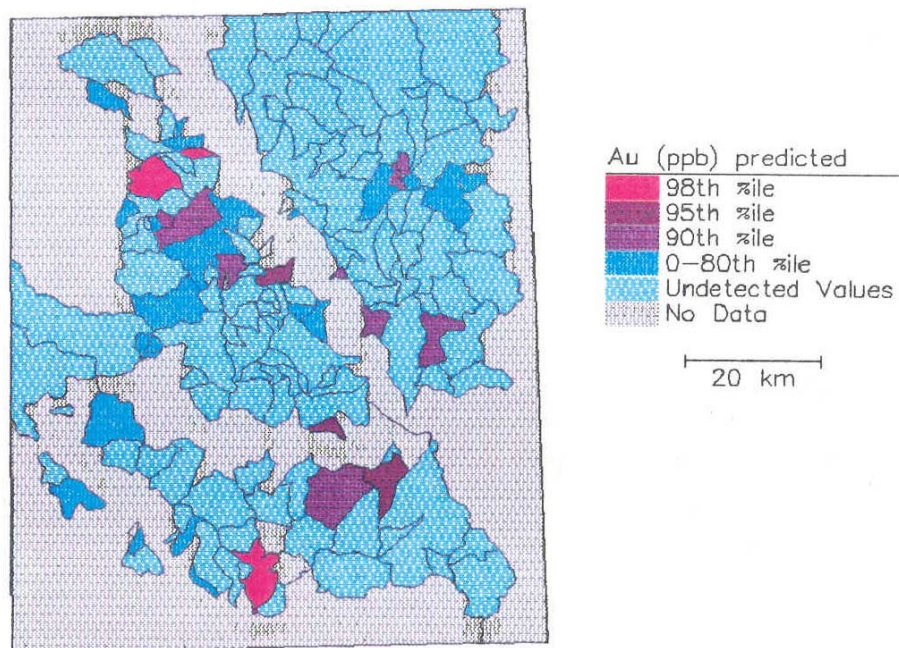 Au (ppb) predicted
98th %ile
95th %ile
90th %ile
0-80th %ile
Undetected Values
No Data
20 km